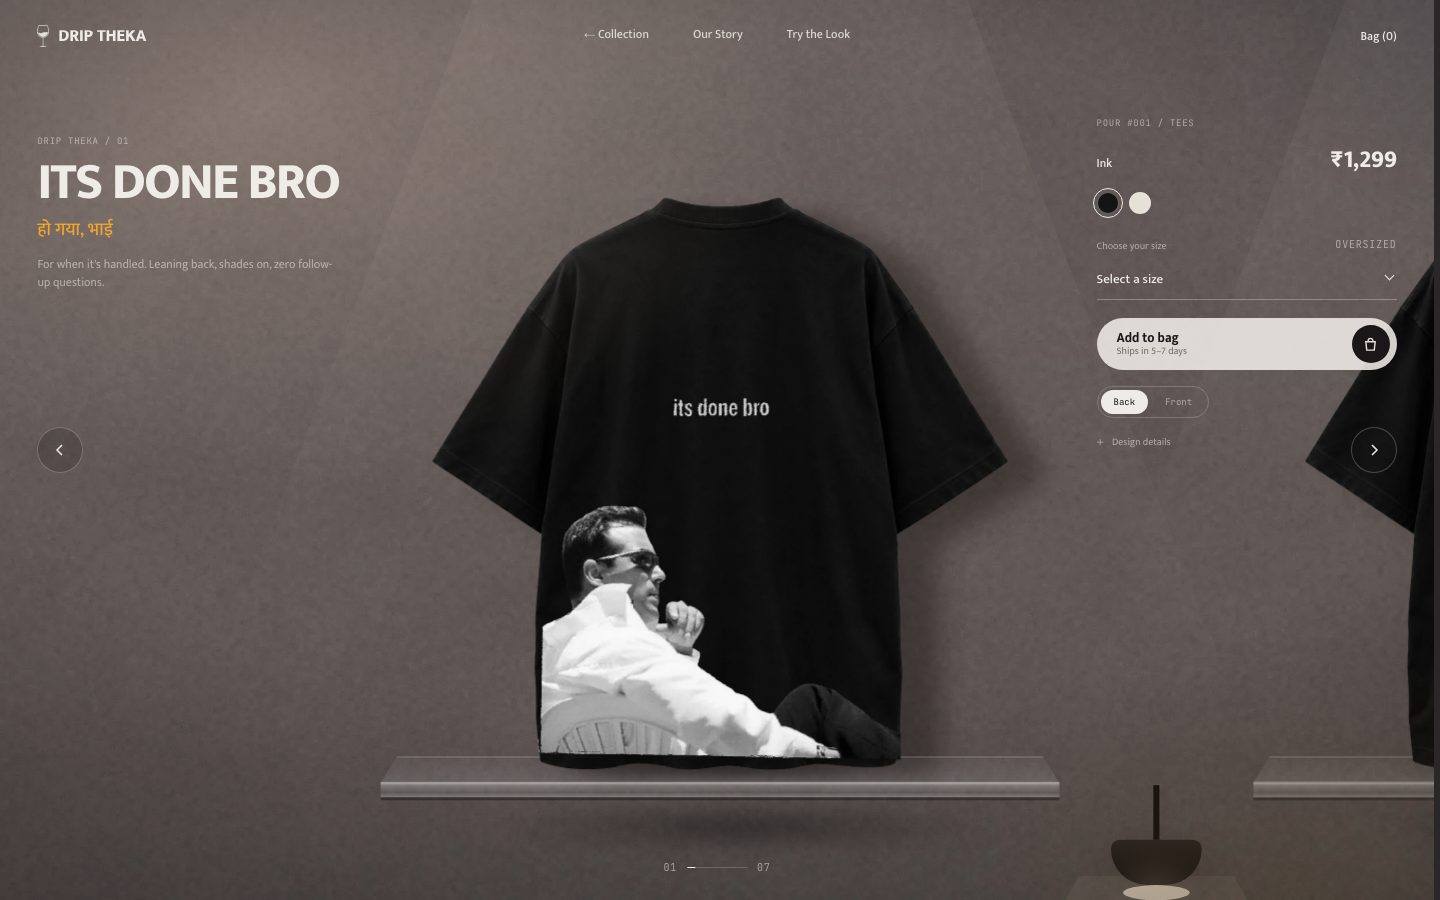 DRIP THEKA
← Collection
Our Story
Try the Look
Bag (0)
DRIP THEKA / 01
ITS DONE BRO
हो गया, भाई
For when it's handled. Leaning back, shades on, zero follow-
up questions.
its done bro
POUR #001 / TEES
Ink
₹1,299
Choose your size
OVERSIZED
Select a size
Add to bag
Ships in 5–7 days
Back
Front
+ Design details
01
07